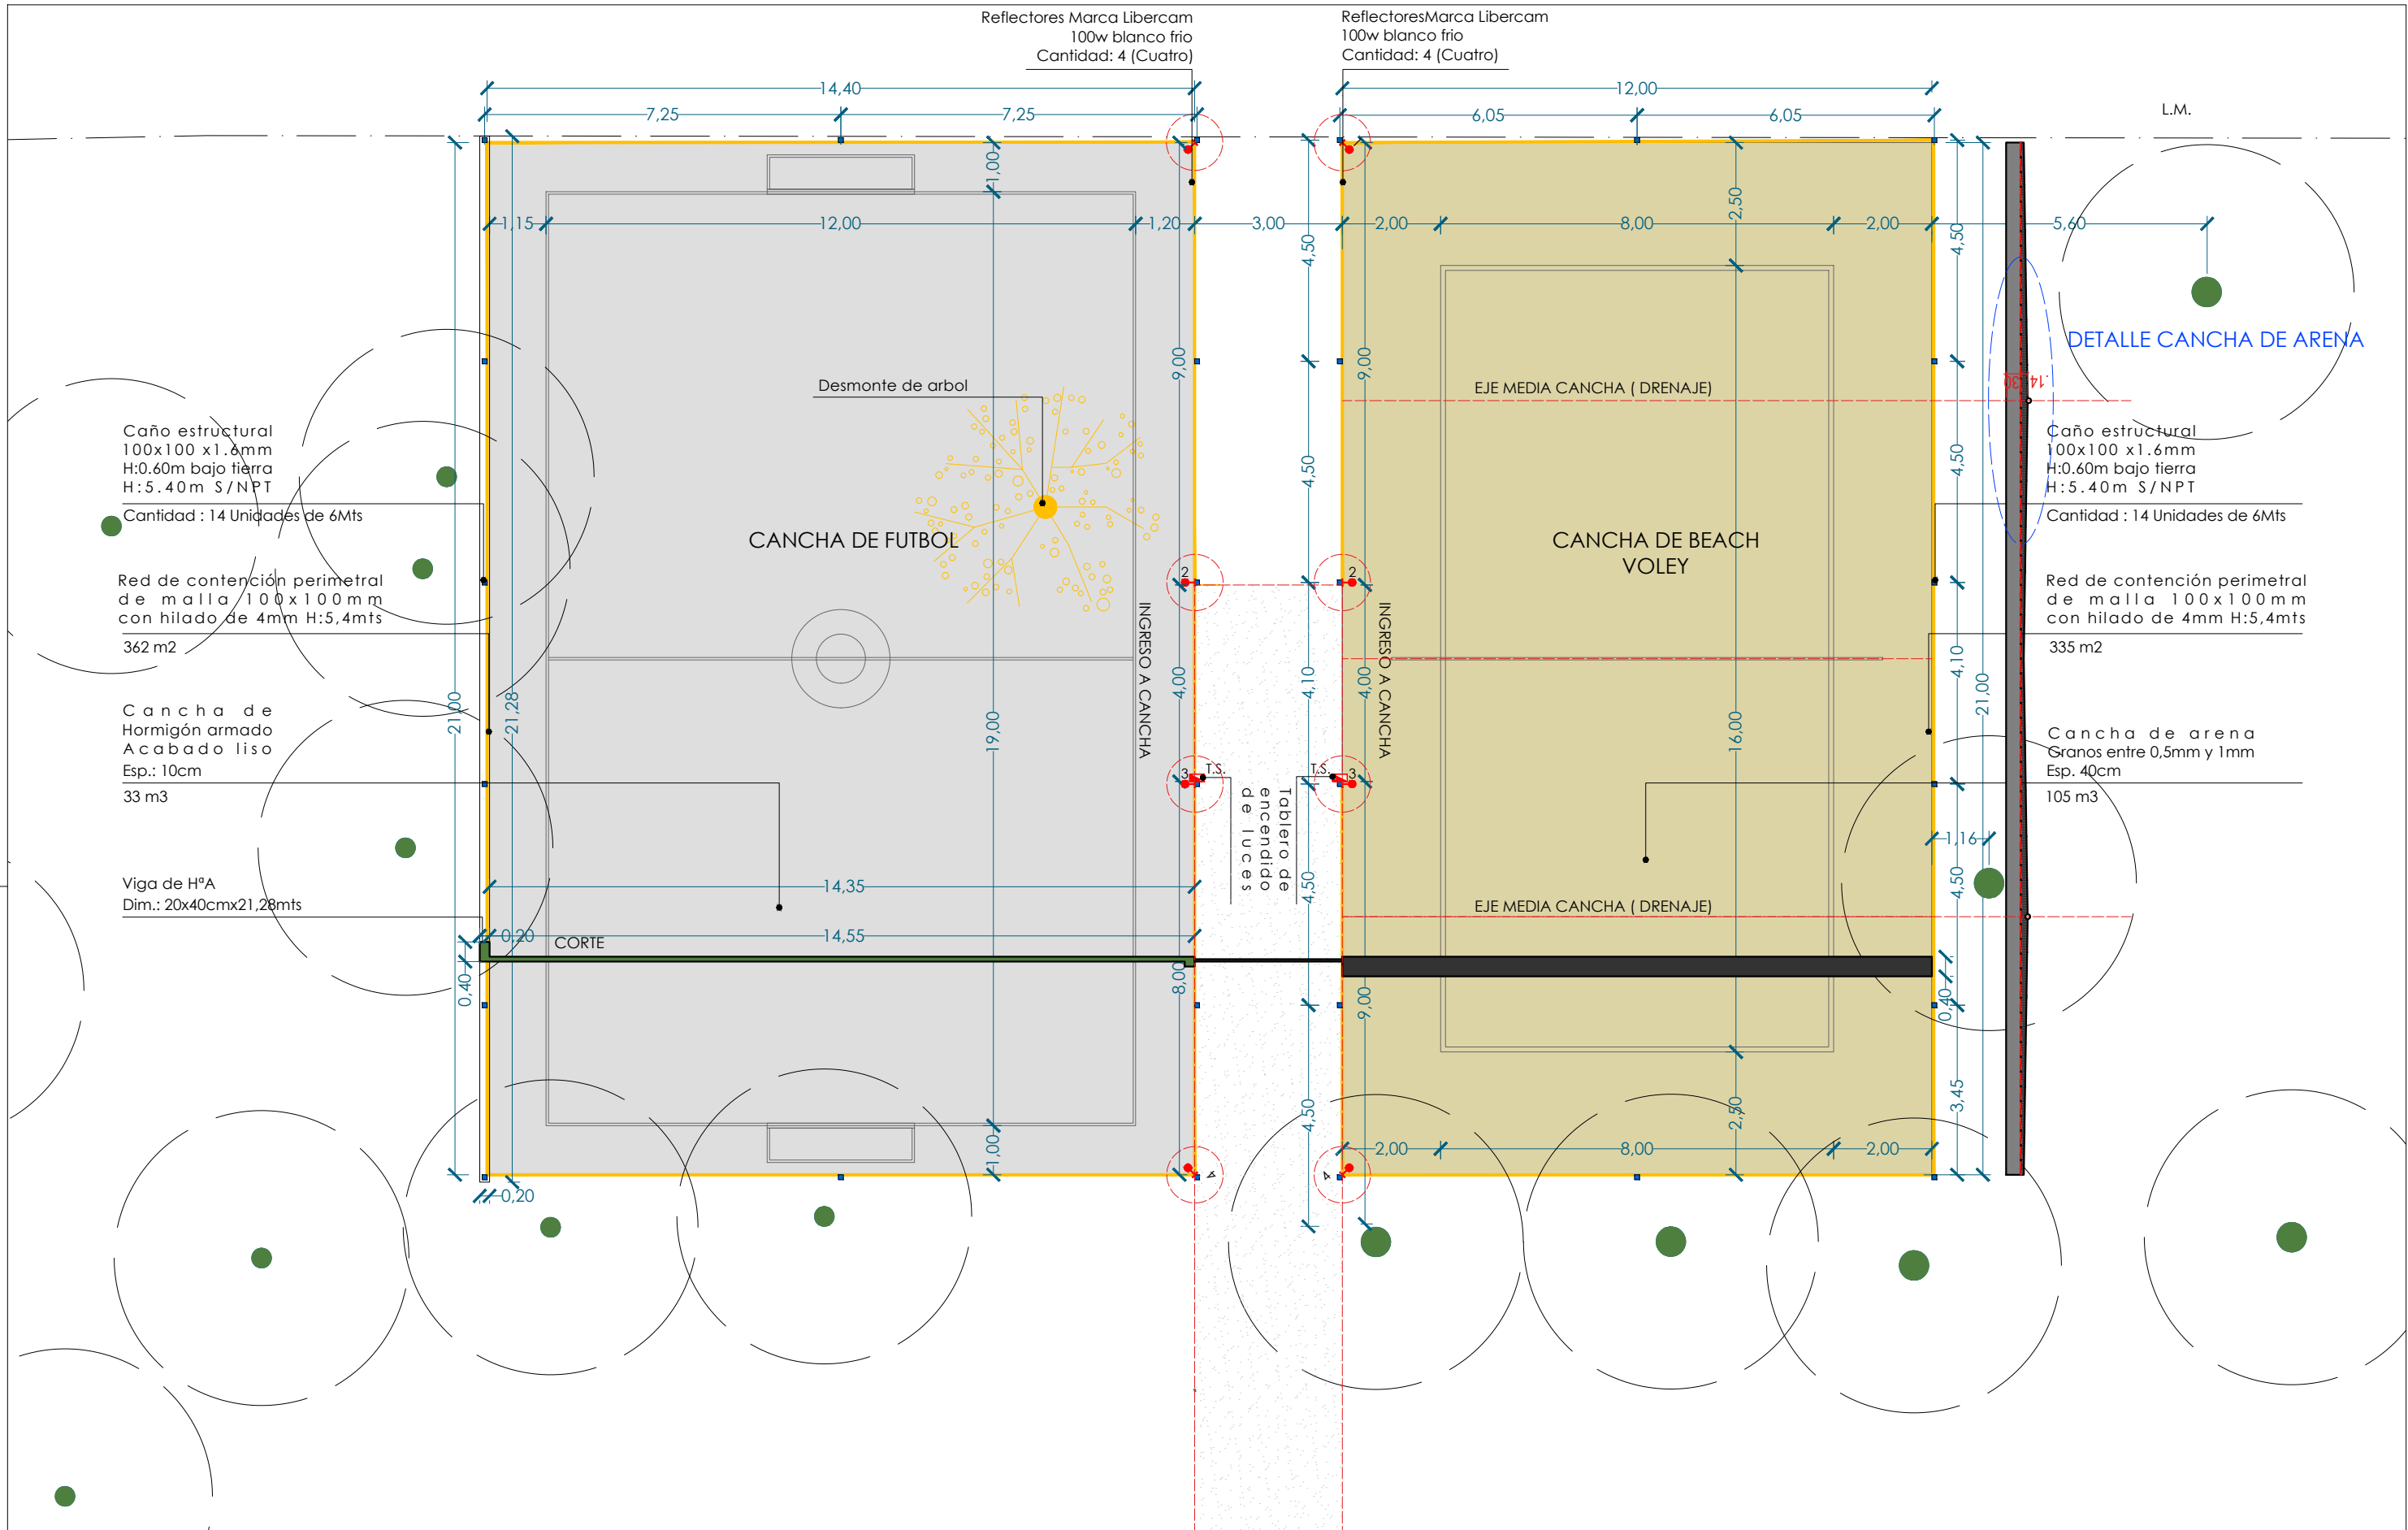 Reflectores Marca Libercam
100w blanco frio
Cantidad: 4 (Cuatro)
ReflectoresMarca Libercam
100w blanco frio
Cantidad: 4 (Cuatro)
14,40
12,00
7,25
7,25
6,05
6,05
L.M.
1,00
2,50
1,15
12,00
1,20
3,00
2,00
8,00
2,00
5,60
4,50
4,50
DETALLE CANCHA DE ARENA
9,00
9,00
Desmonte de arbol
EJE MEDIA CANCHA ( DRENAJE)
Caño estructural
100x100 x1.6mm
H:0.60m bajo tierra
H:5.40m S/NPT
Cantidad : 14 Unidades de 6Mts
Caño estructural
100x100 x1.6mm
H:0.60m bajo tierra
H:5.40m S/NPT
Cantidad : 14 Unidades de 6Mts
4,50
4,50
CANCHA DE FUTBOL
CANCHA DE BEACH
VOLEY
2
2
Red de contención perimetral
de malla 100x100mm
con hilado de 4mm H:5,4mts
362 m2
Red de contención perimetral
de malla 100x100mm
con hilado de 4mm H:5,4mts
335 m2
INGRESO A CANCHA
INGRESO A CANCHA
21,00
21,28
19,00
4,00
4,10
4,00
16,00
4,10
21,00
Cancha de
Hormigón armado
Acabado liso
Esp.: 10cm
33 m3
Cancha de arena
Granos entre 0,5mm y 1mm
Esp. 40cm
105 m3
3
T.S.
T.S.
3
Tablero de
encendido
de luces
1,16
14,35
4,50
4,50
Viga de HªA
Dim.: 20x40cmx21,28mts
EJE MEDIA CANCHA ( DRENAJE)
0,20
14,55
CORTE
0,40
8,00
9,00
0,40
4,50
2,50
3,45
1,00
2,00
8,00
2,00
4
4
0,20